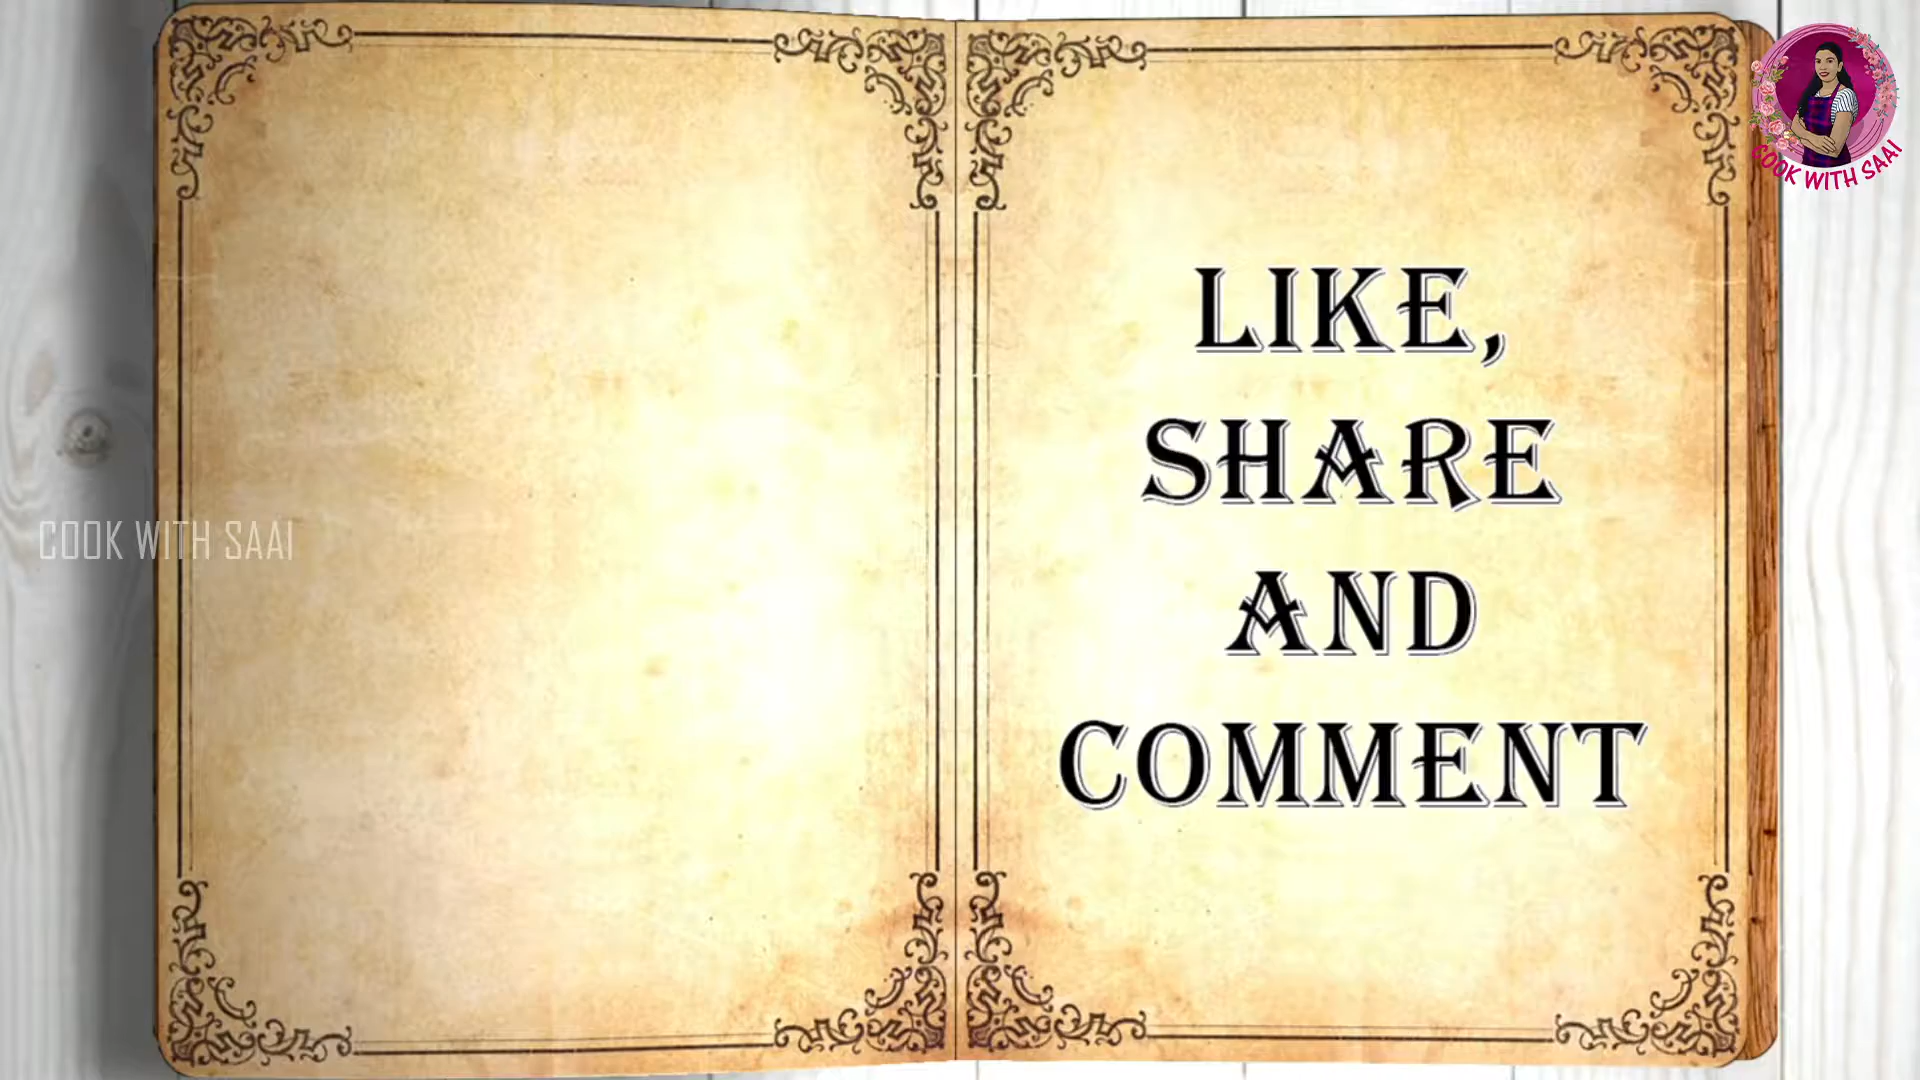 LIKE,
SHARE
AND
COMMENT
COOK WITH SAAI
COOK WITH SAAI